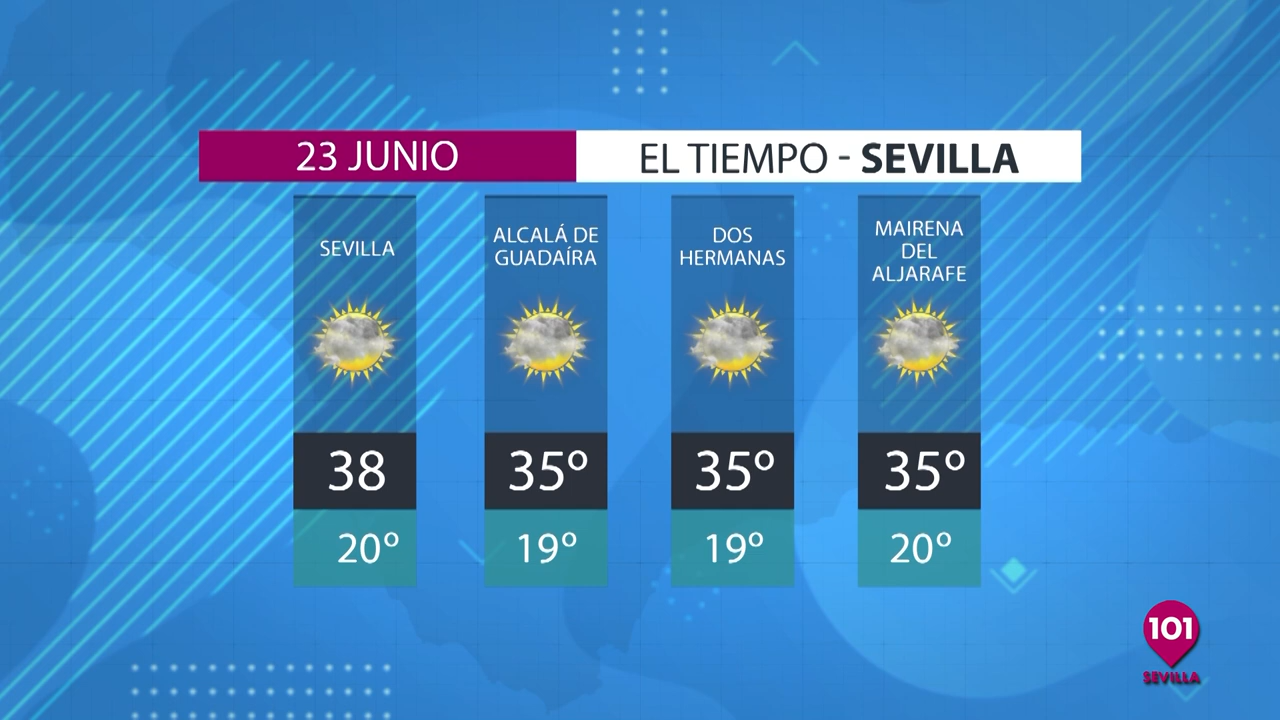 23 JUNIO
EL TIEMPO - SEVILLA
SEVILLA
ALCALÁ DE
GUADAÍRA
DOS
HERMANAS
MAIRENA
DEL
ALJARAFE
38
35º
35º
35º
20º
19º
19º
20º
101
SEVILLA